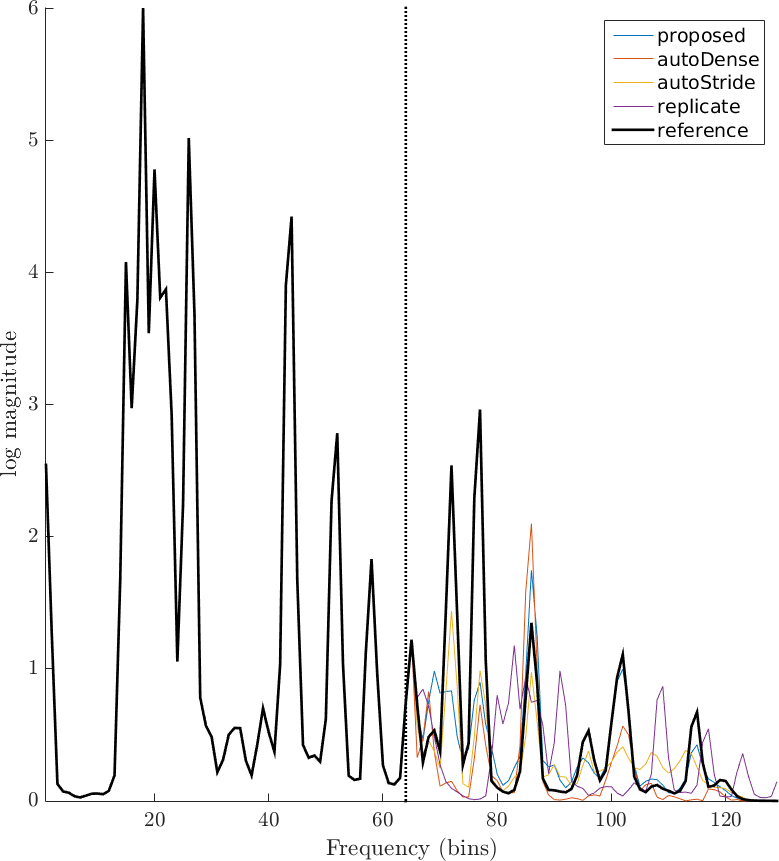 6
5
4
3
2
1
0
log magnitude
20
40
60
80
100
120
Frequency (bins)
proposed
autoDense
autoStride
replicate
reference